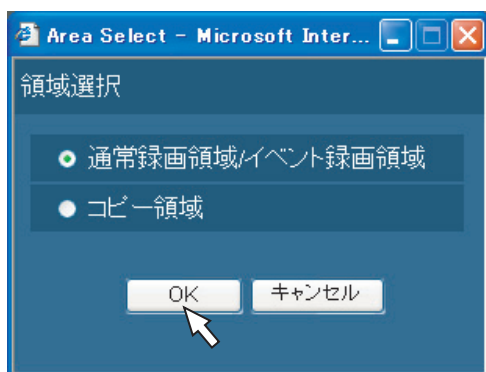 Area Select - Microsoft Inter...
領域選択
通常録画領域/イベント録画領域
コピー領域
OK キャンセル